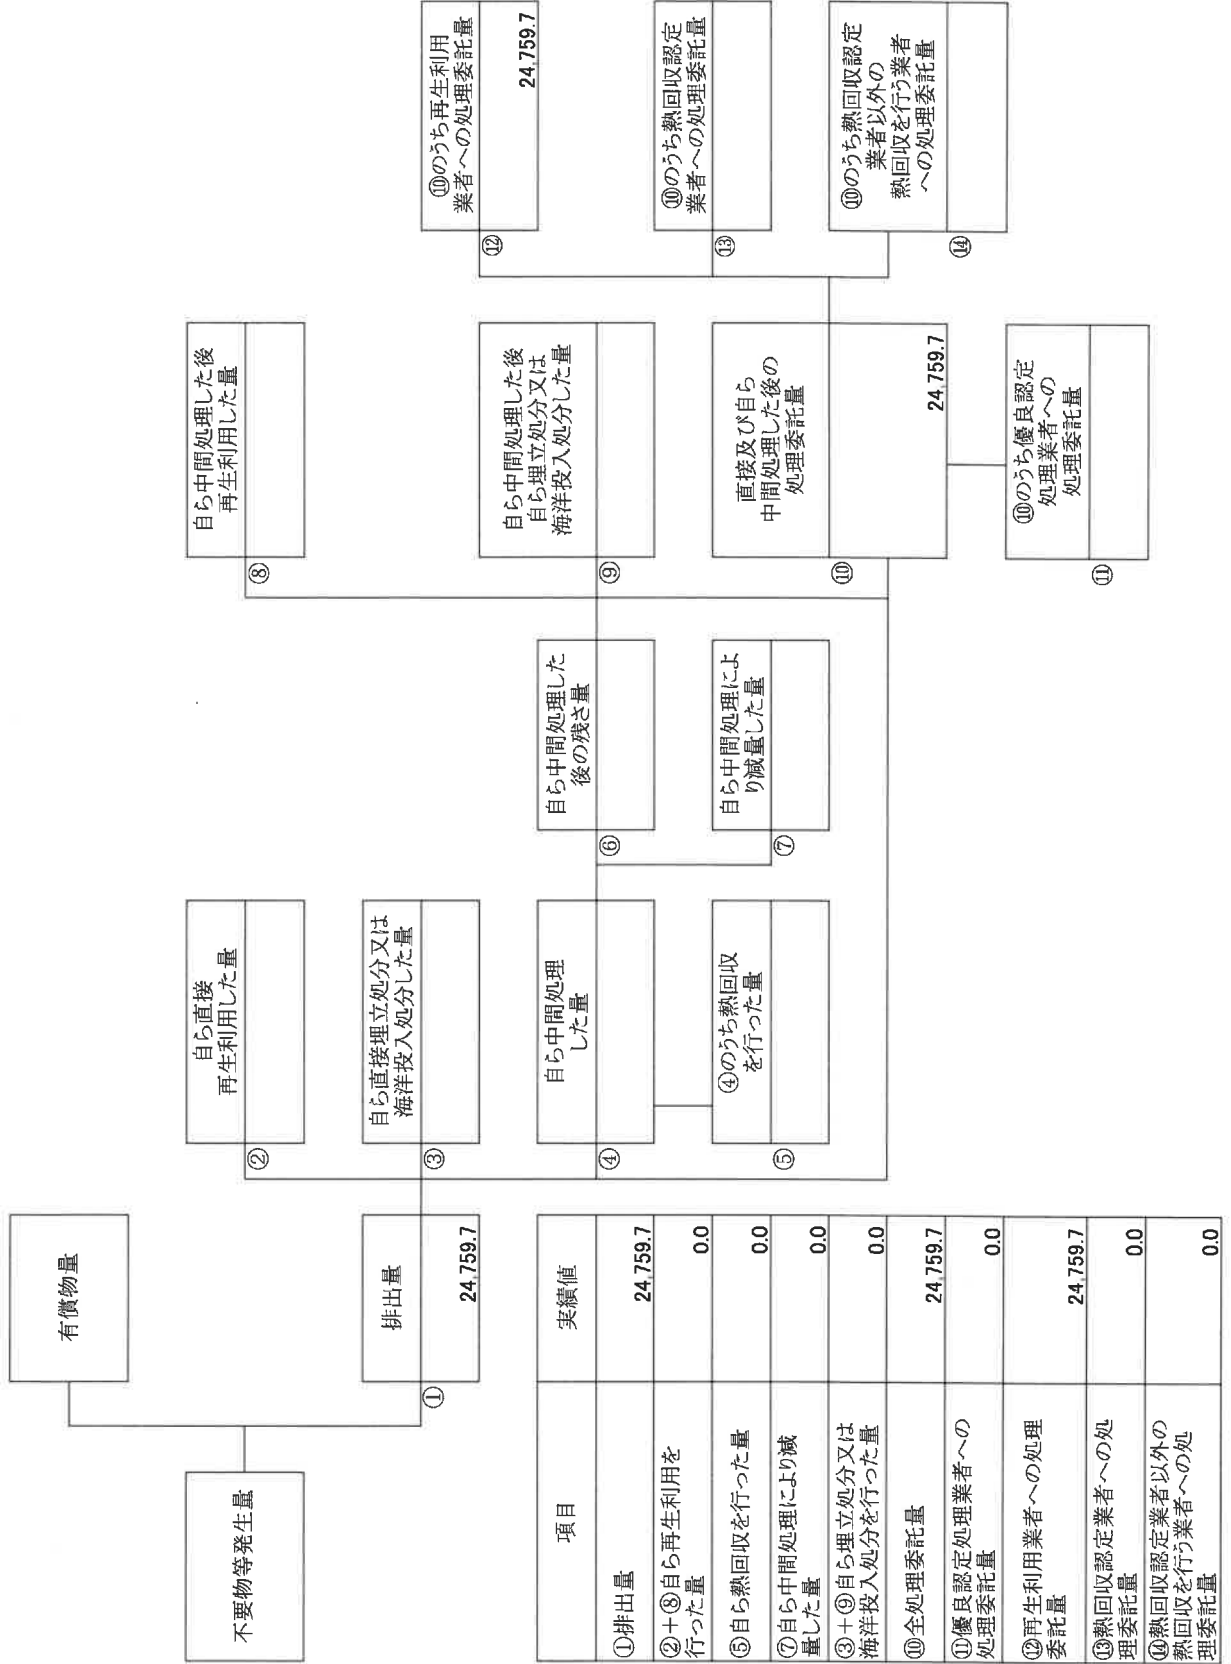 有償物量
不要物等発生量
排出量
①
24,759.7
自ら直接
再生利用した量
②
自ら直接埋立処分又は
海洋投入処分した量
③
自ら中間処理
した量
④
④のうち熱回収
を行った量
⑤
自ら中間処理した
後の残さ量
⑥
自ら中間処理によ
り減量した量
⑦
自ら中間処理した後
再生利用した量
⑧
自ら中間処理した後
自ら埋立処分又は
海洋投入処分した量
⑨
直接及び自ら
中間処理した後の
処理委託量
⑩
24,759.7
⑩のうち優良認定
処理業者への
処理委託量
⑪
⑩のうち再生利用
業者への処理委託量
⑫
24,759.7
⑩のうち熱回収認定
業者への処理委託量
⑬
⑩のうち熱回収認定
業者以外の
熱回収を行う業者
への処理委託量
⑭
項目 実績値
①排出量 24,759.7
②+⑧自ら再生利用を
行った量 0.0
⑤自ら熱回収を行った量 0.0
⑦自ら中間処理により減
量した量 0.0
③+⑨自ら埋立処分又は
海洋投入処分を行った量 0.0
⑩全処理委託量 24,759.7
⑪優良認定処理業者への
処理委託量 0.0
⑫再生利用業者への処理
委託量 24,759.7
⑬熱回収認定業者への処
理委託量 0.0
⑭熱回収認定業者以外の
熱回収を行う業者への処
理委託量 0.0